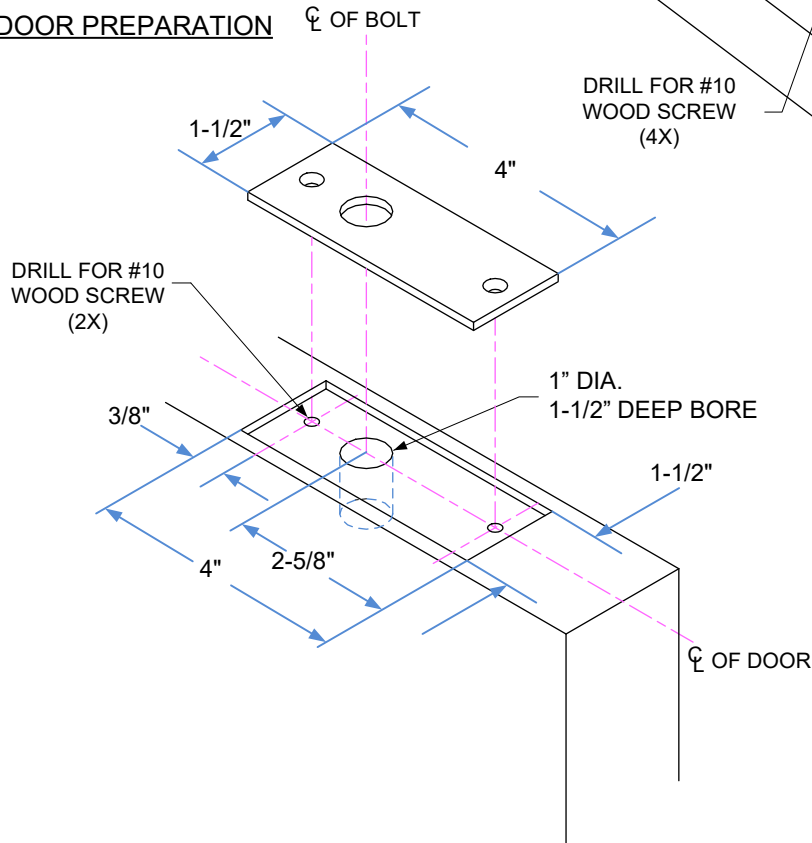 DOOR PREPARATION
℄ OF BOLT
DRILL FOR #10
WOOD SCREW
(4X)
1-1/2"
4"
DRILL FOR #10
WOOD SCREW
(2X)
1” DIA.
1-1/2” DEEP BORE
3/8"
1-1/2"
2-5/8"
4"
℄ OF DOOR